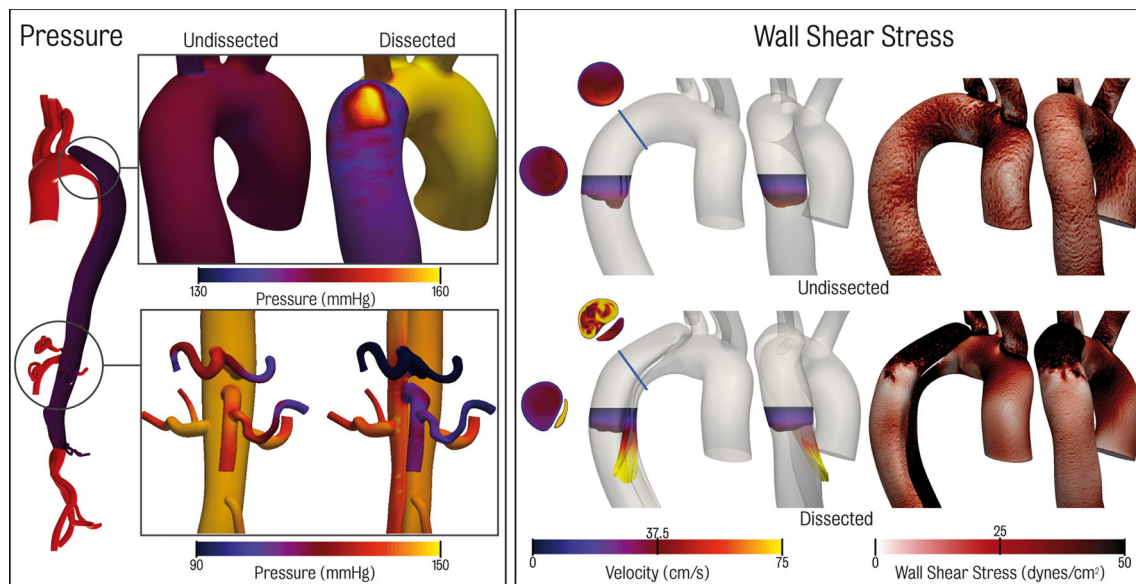 Pressure
Undissected
Dissected
130
160
Pressure (mmHg)
90
150
Pressure (mmHg)
Wall Shear Stress
Undissected
Dissected
37.5
0
75
Velocity (cm/s)
25
0
50
Wall Shear Stress (dynes/cm²)